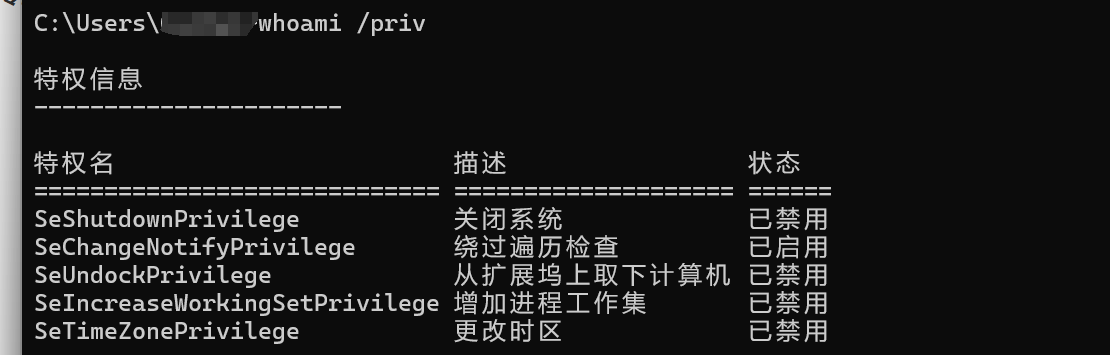 C:\Users\ whoami /priv
特权信息
----------------------
特权名 描述 状态
============================= ==================== ======
SeShutdownPrivilege 关闭系统 已禁用
SeChangeNotifyPrivilege 绕过遍历检查 已启用
SeUndockPrivilege 从扩展坞上取下计算机 已禁用
SeIncreaseWorkingSetPrivilege 增加进程工作集 已禁用
SeTimeZonePrivilege 更改时区 已禁用